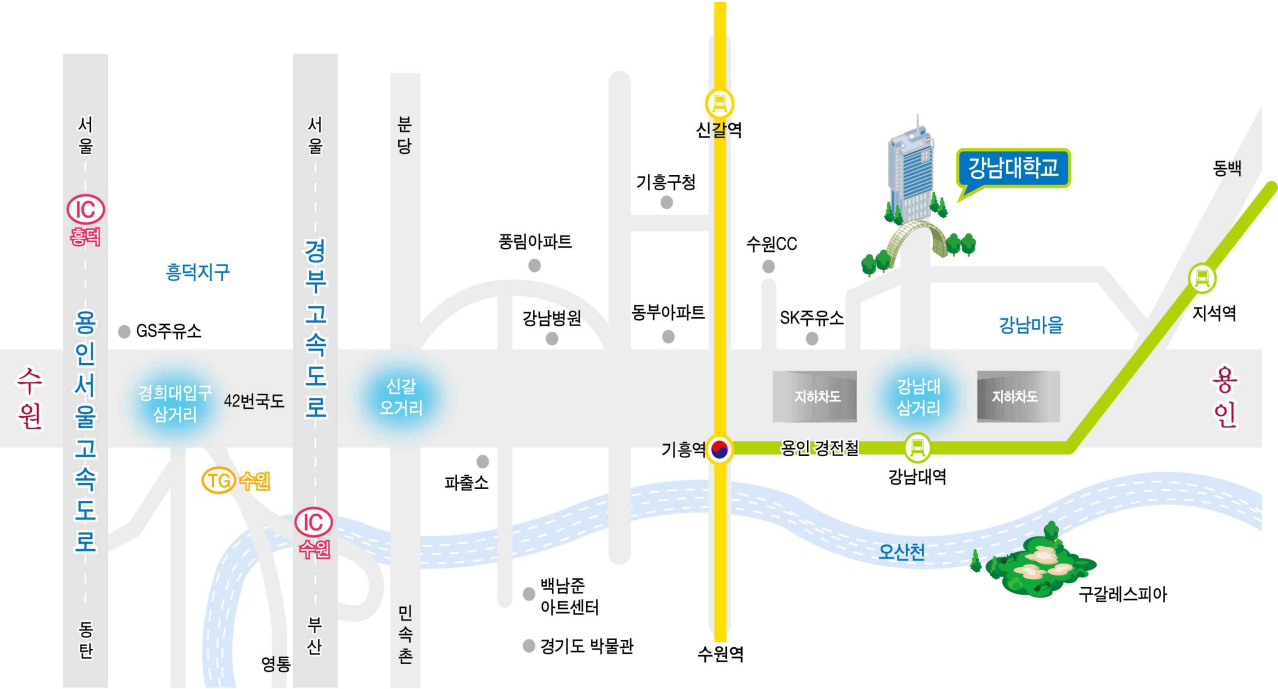 신갈역
서울
서울
분당
강남대학교
동백
기흥구청
IC
흥덕
풍림아파트
수원CC
흥덕지구
경부고속도로
지석역
GS주유소
강남병원
동부아파트
SK주유소
강남마을
용인서울고속도로
수원
경희대입구
삼거리
42번국도
신갈
오거리
지하차도
강남대
삼거리
지하차도
용인
기흥역
용인 경전철
강남대역
TG 수원
파출소
IC
수원
오산천
백남준
아트센터
구갈레스피아
동탄
부산
민속촌
경기도 박물관
영통
수원역